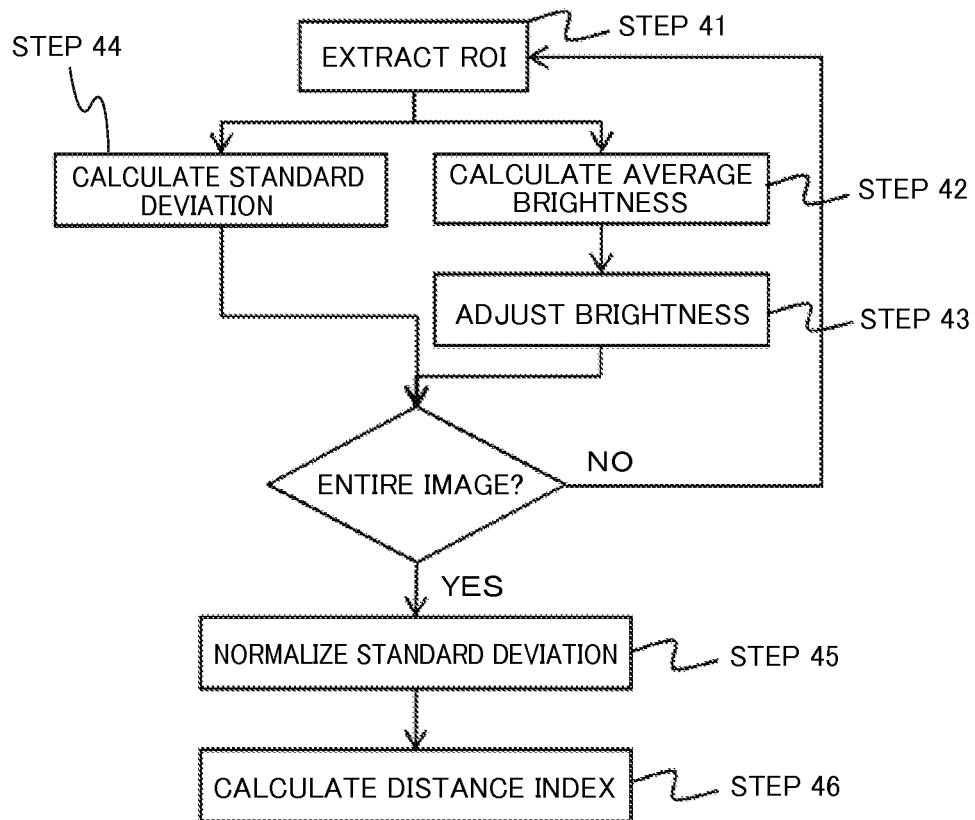 STEP 41
STEP 44
EXTRACT ROI
CALCULATE STANDARD
DEVIATION
CALCULATE AVERAGE
BRIGHTNESS
STEP 42
ADJUST BRIGHTNESS
STEP 43
ENTIRE IMAGE?
NO
YES
NORMALIZE STANDARD DEVIATION
STEP 45
CALCULATE DISTANCE INDEX
STEP 46